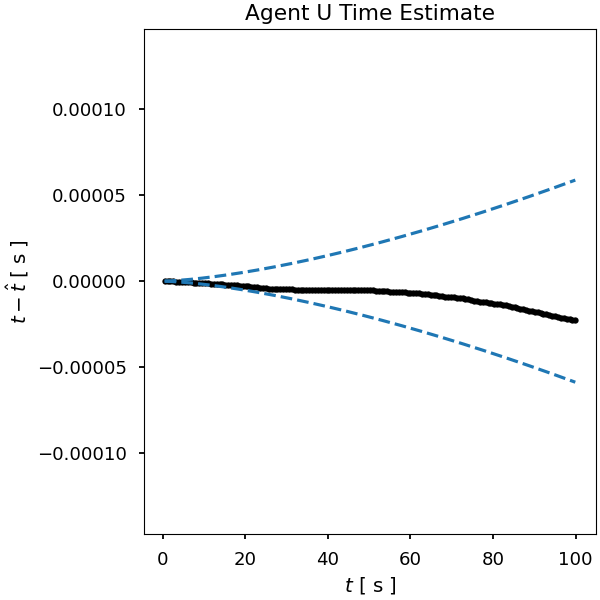 Agent U Time Estimate
0.00010
0.00005
0.00000
−0.00005
−0.00010
t − t̂ [ s ]
0 20 40 60 80 100
t [ s ]